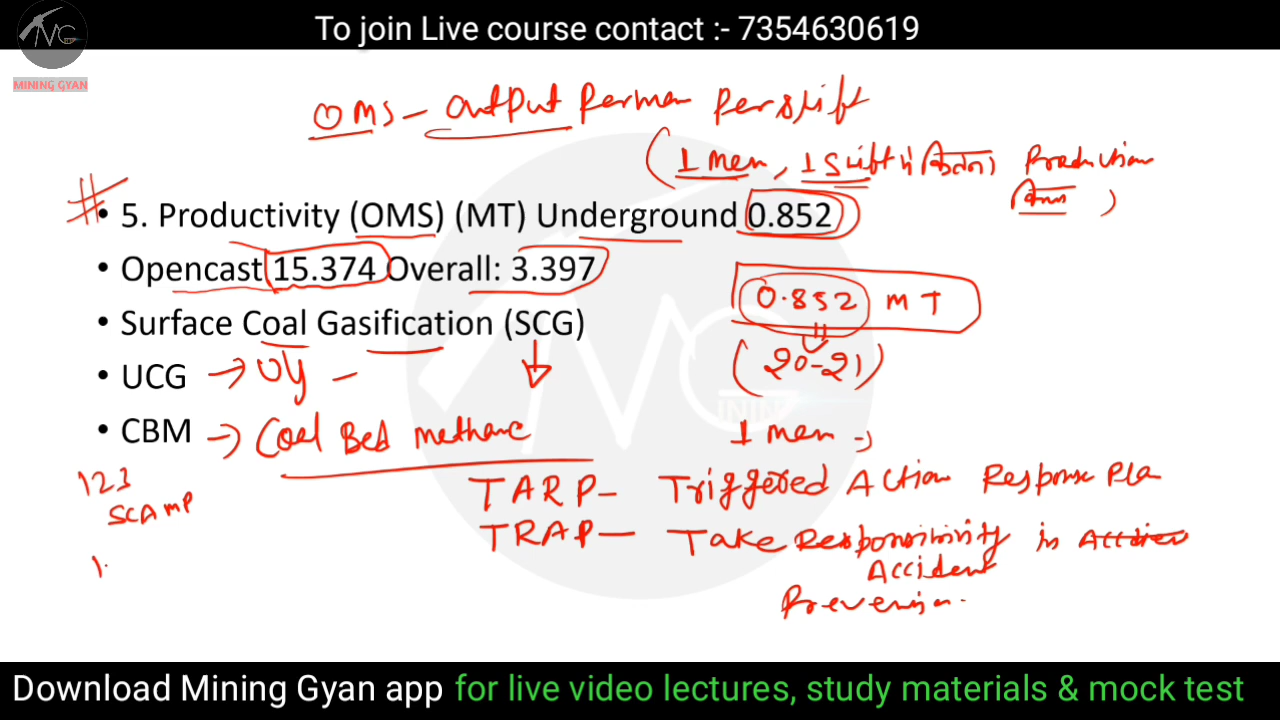 To join Live course contact :- 7354630619
MINING GYAN
OMS - output Per man Per shift
(1 men, 1 shift में कितना Production
किया )
• 5. Productivity (OMS) (MT) Underground 0.852
• Opencast 15.374 Overall: 3.397
0.852 MT
• Surface Coal Gasification (SCG)
(20-21)
• UCG → UG -
• CBM → Coal Bed methane
1 men →
123
SCAMP
TARP - Triggered Action Response Pla
TRAP - Take Responsitivity in
Accident
1.
Download Mining Gyan app for live video lectures, study materials & mock test